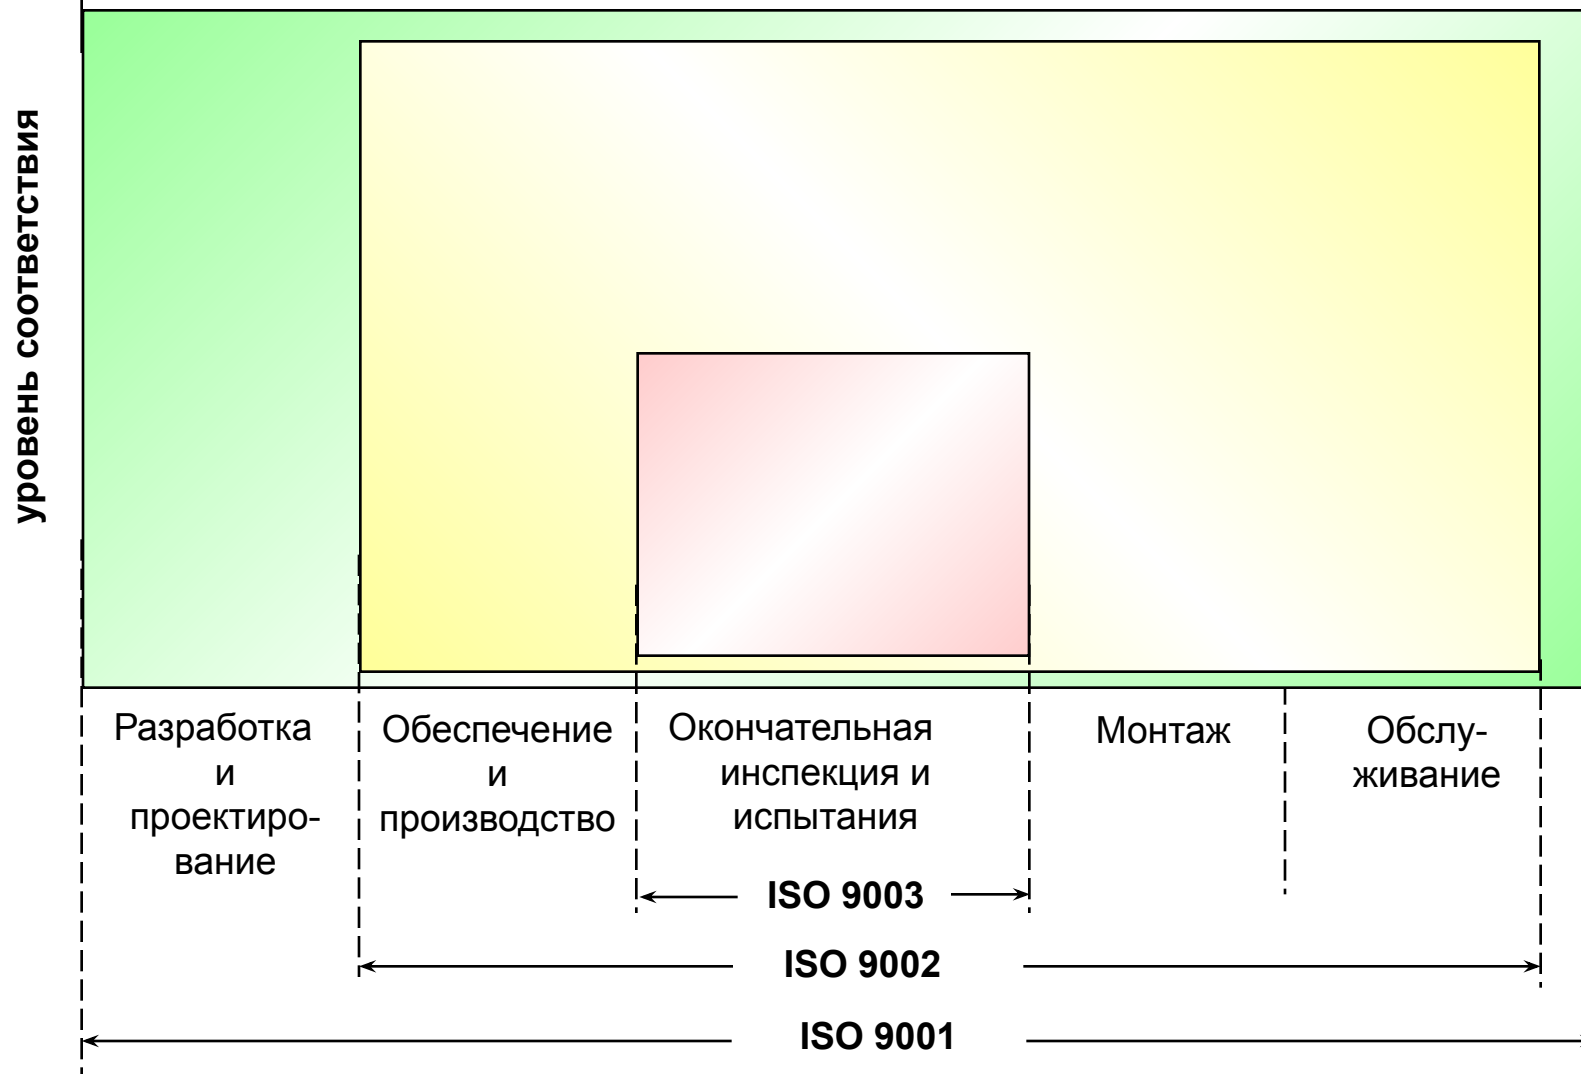 уровень соответствия
Разработка
и
проектиро-
вание
Обеспечение
и
производство
Окончательная
инспекция и
испытания
Монтаж
Обслу-
живание
ISO 9003
ISO 9002
ISO 9001